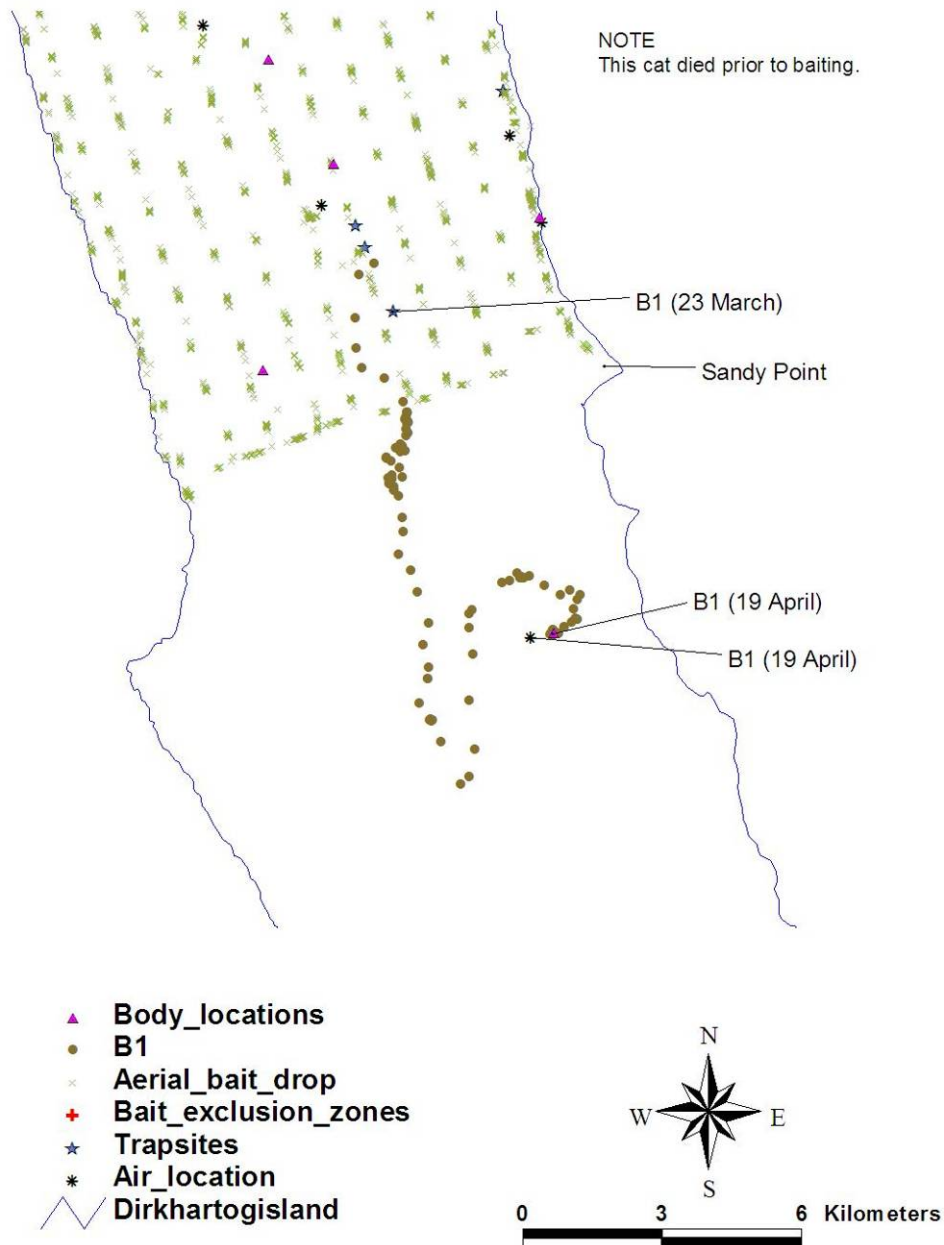 NOTE
This cat died prior to baiting.
B1 (23 March)
Sandy Point
B1 (19 April)
B1 (19 April)
Body_locations
B1
Aerial_bait_drop
Bait_exclusion_zones
Trapsites
Air_location
Dirkhartogisland
N
W E
S
0 3 6 Kilometers